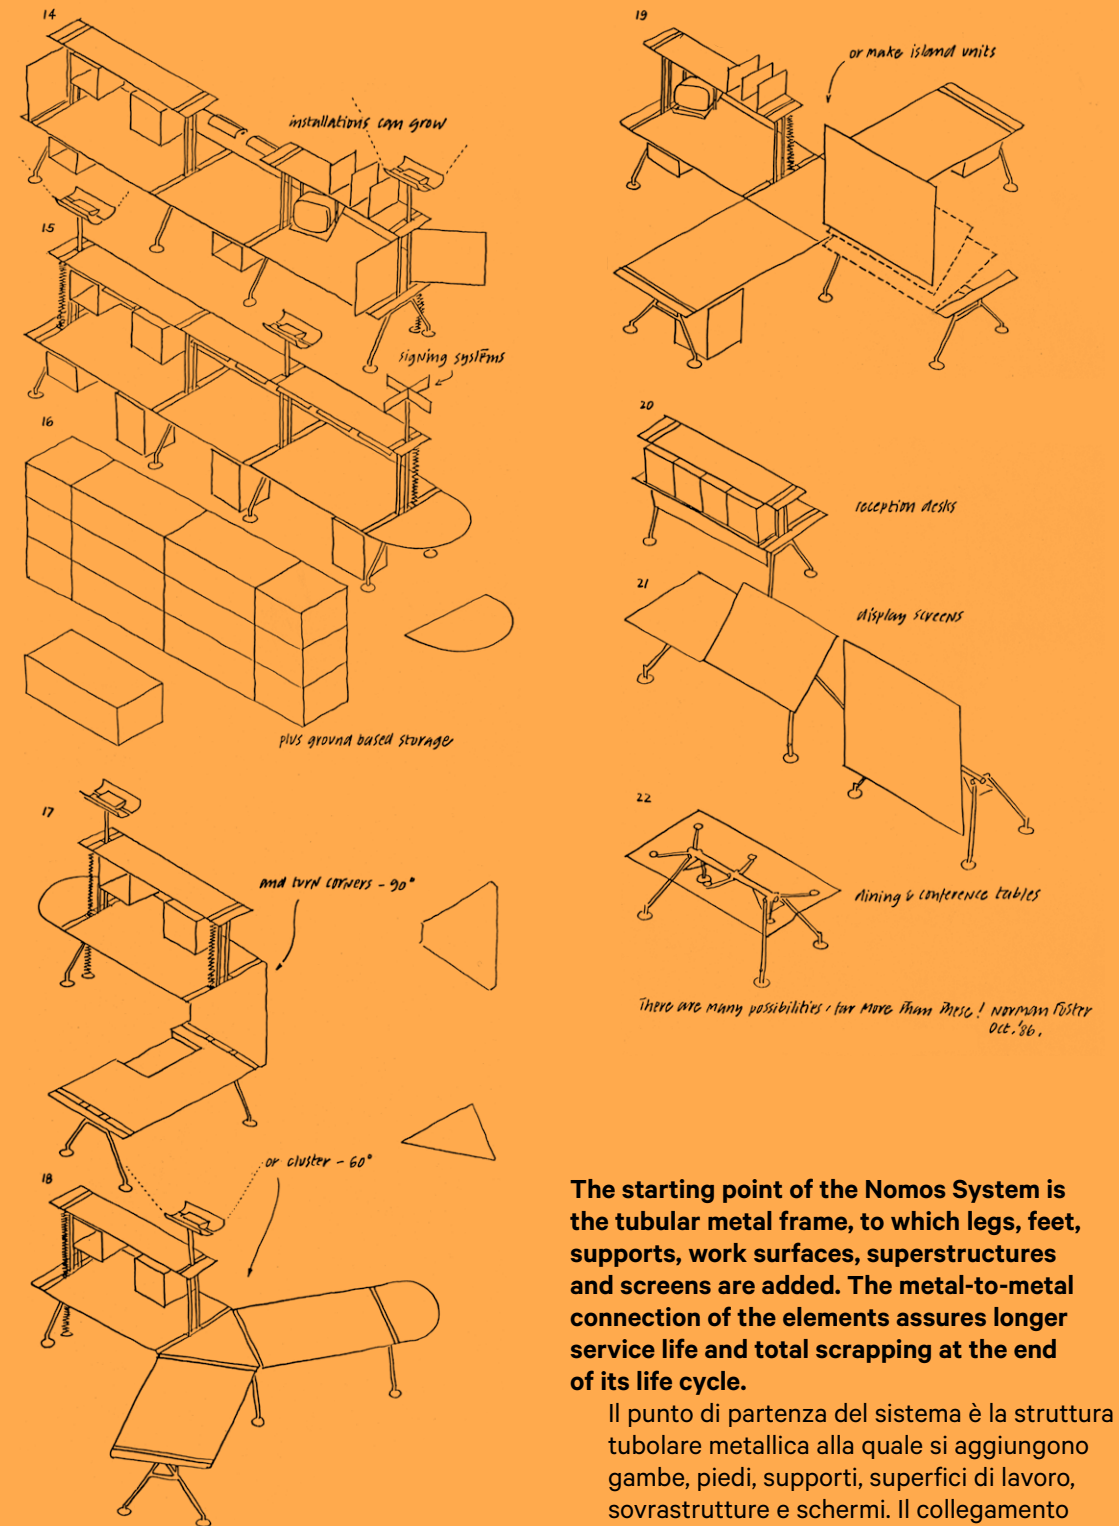 14
installations can grow
15
signing systems
16
plus ground based storage
17
and turn corners - 90°
18
or cluster - 60°
19
or make island units
20
reception desks
21
display screens
22
dining & conference tables
There are many possibilities, far more than these! Norman Foster
Oct. '86.
The starting point of the Nomos System is
the tubular metal frame, to which legs, feet,
supports, work surfaces, superstructures
and screens are added. The metal-to-metal
connection of the elements assures longer
service life and total scrapping at the end
of its life cycle.
Il punto di partenza del sistema è la struttura
tubolare metallica alla quale si aggiungono
gambe, piedi, supporti, superfici di lavoro,
sovrastrutture e schermi. Il collegamento